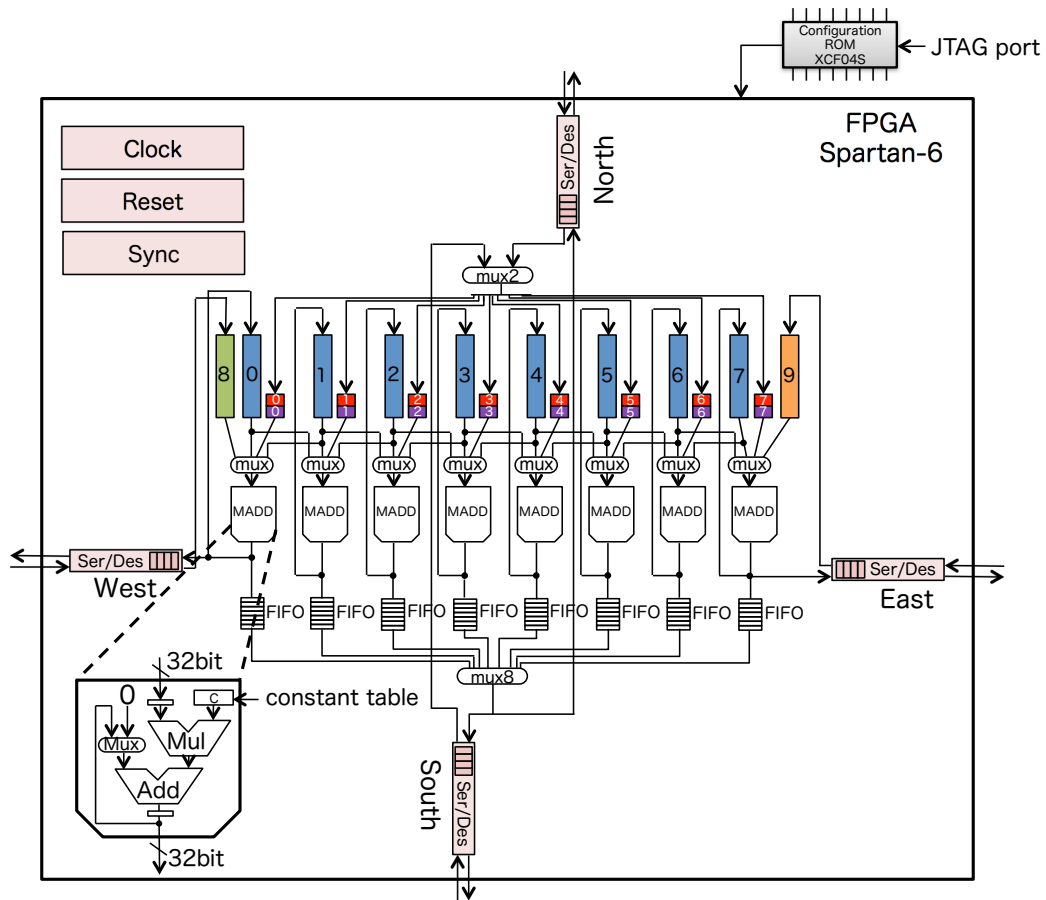 Configuration
ROM
XCF04S
JTAG port
FPGA
Spartan-6
Clock
Reset
Sync
Ser/Des
North
mux2
8
0
1
2
3
4
5
6
7
9
0
0
1
1
2
2
3
3
4
4
5
5
6
6
7
7
mux
mux
mux
mux
mux
mux
mux
mux
MADD
MADD
MADD
MADD
MADD
MADD
MADD
MADD
Ser/Des
West
Ser/Des
East
FIFO
FIFO
FIFO
FIFO
FIFO
FIFO
FIFO
FIFO
mux8
32bit
0
C
constant table
Mux
Mul
Add
32bit
South
Ser/Des